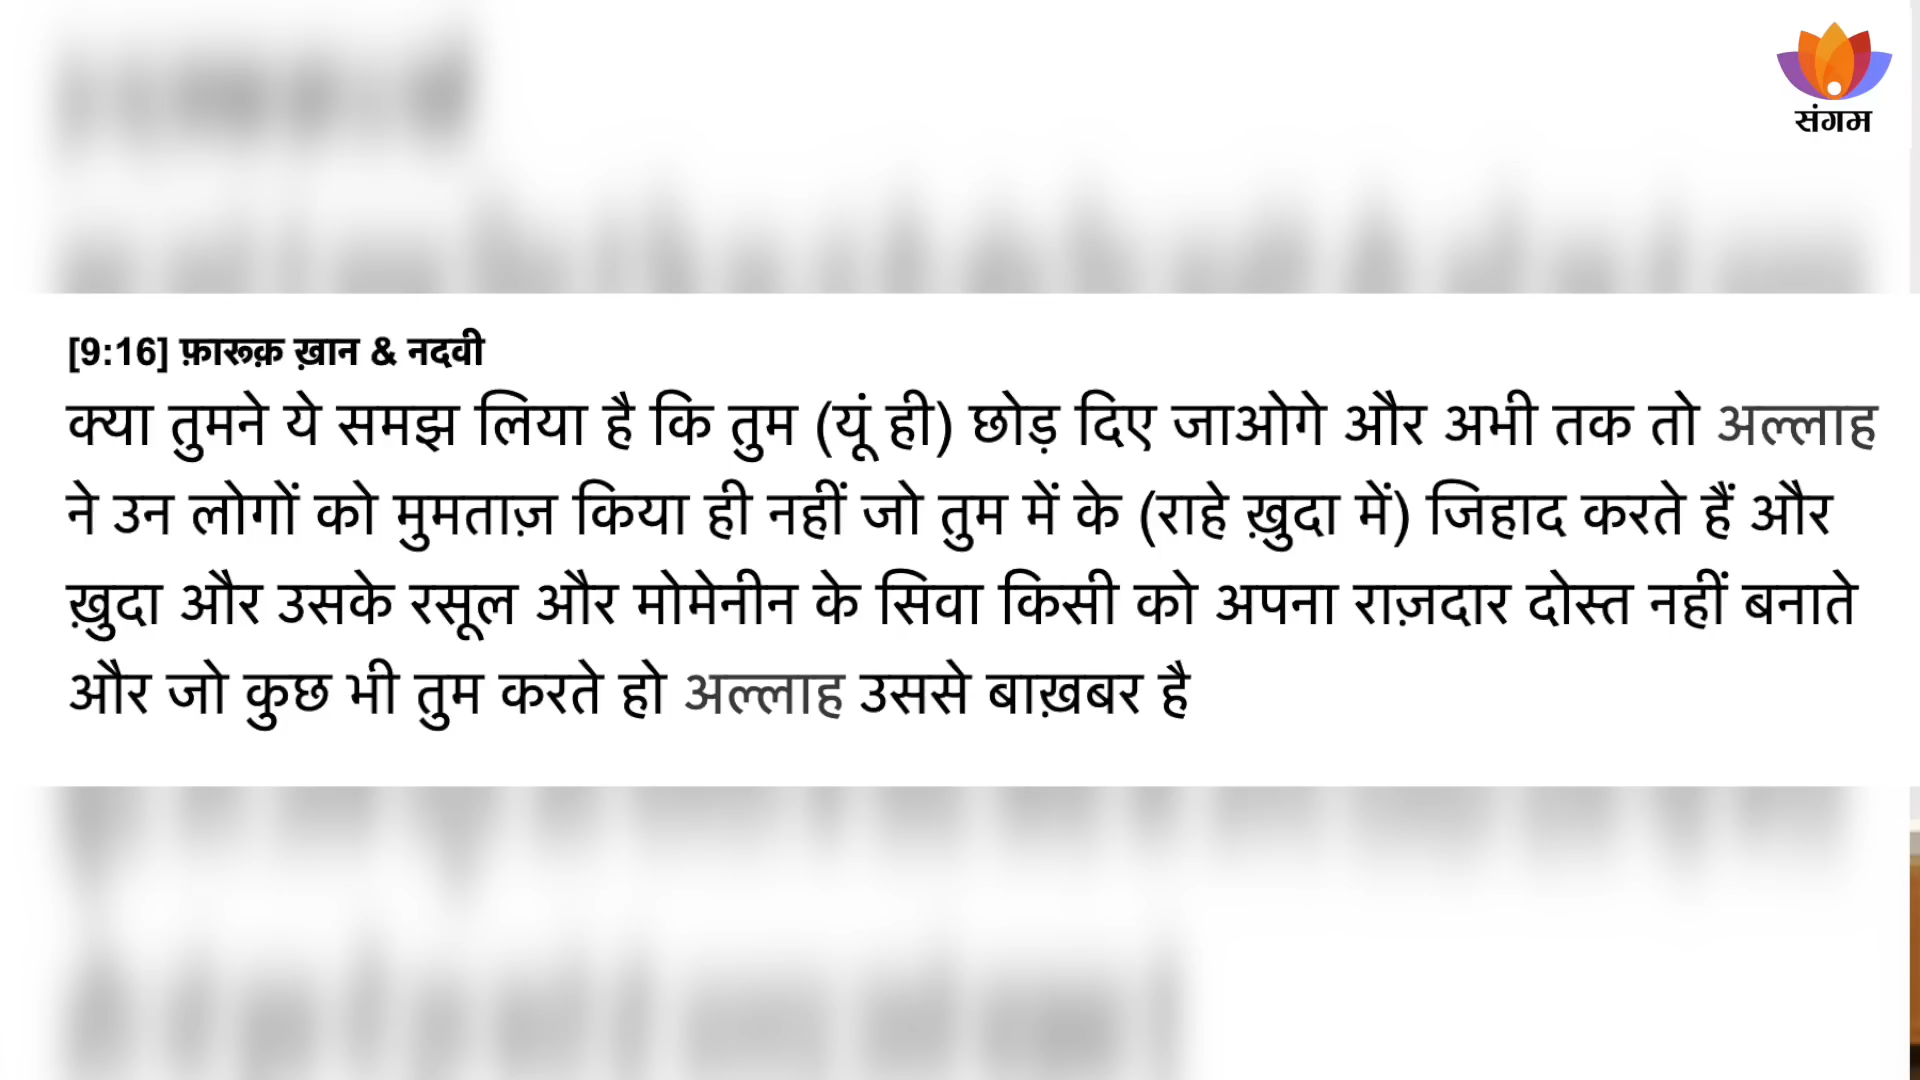 संगम
[9:16] फ़ारूक़ ख़ान & नदवी
क्या तुमने ये समझ लिया है कि तुम (यूं ही) छोड़ दिए जाओगे और अभी तक तो अल्लाह
ने उन लोगों को मुमताज़ किया ही नहीं जो तुम में के (राहे ख़ुदा में) जिहाद करते हैं और
ख़ुदा और उसके रसूल और मोमेनीन के सिवा किसी को अपना राज़दार दोस्त नहीं बनाते
और जो कुछ भी तुम करते हो अल्लाह उससे बाख़बर है